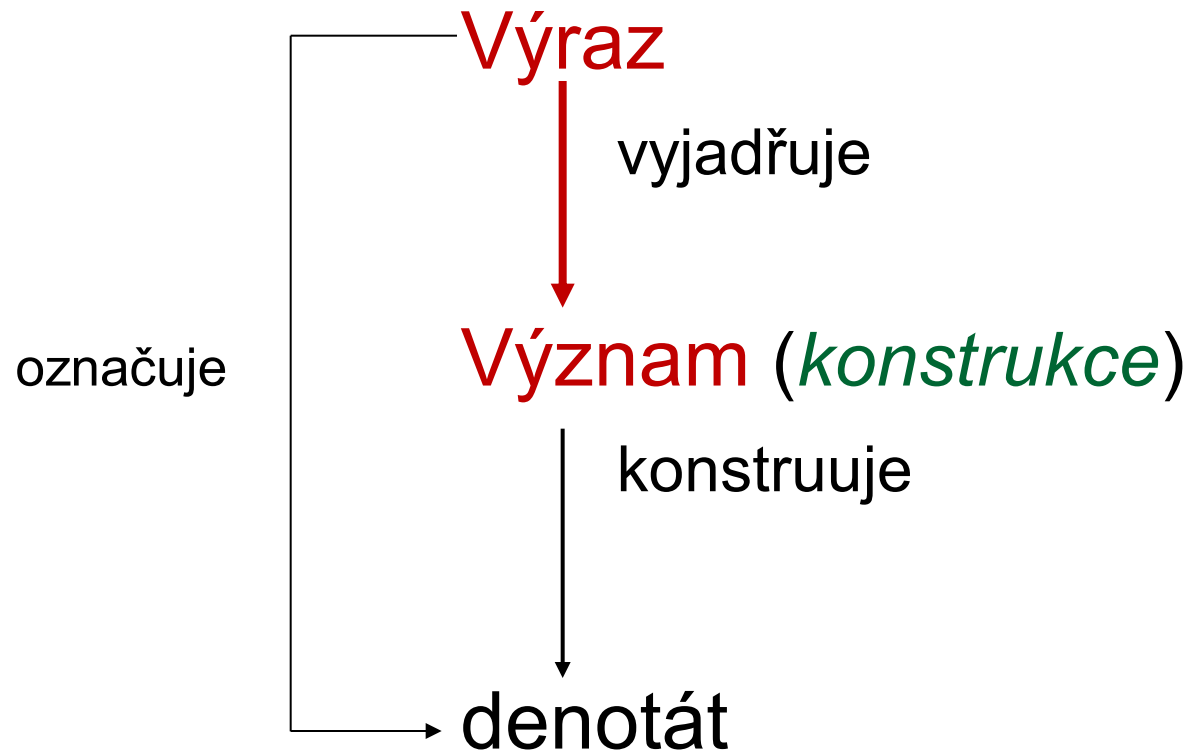 Výraz
vyjadřuje
označuje
Význam (konstrukce)
konstruuje
denotát